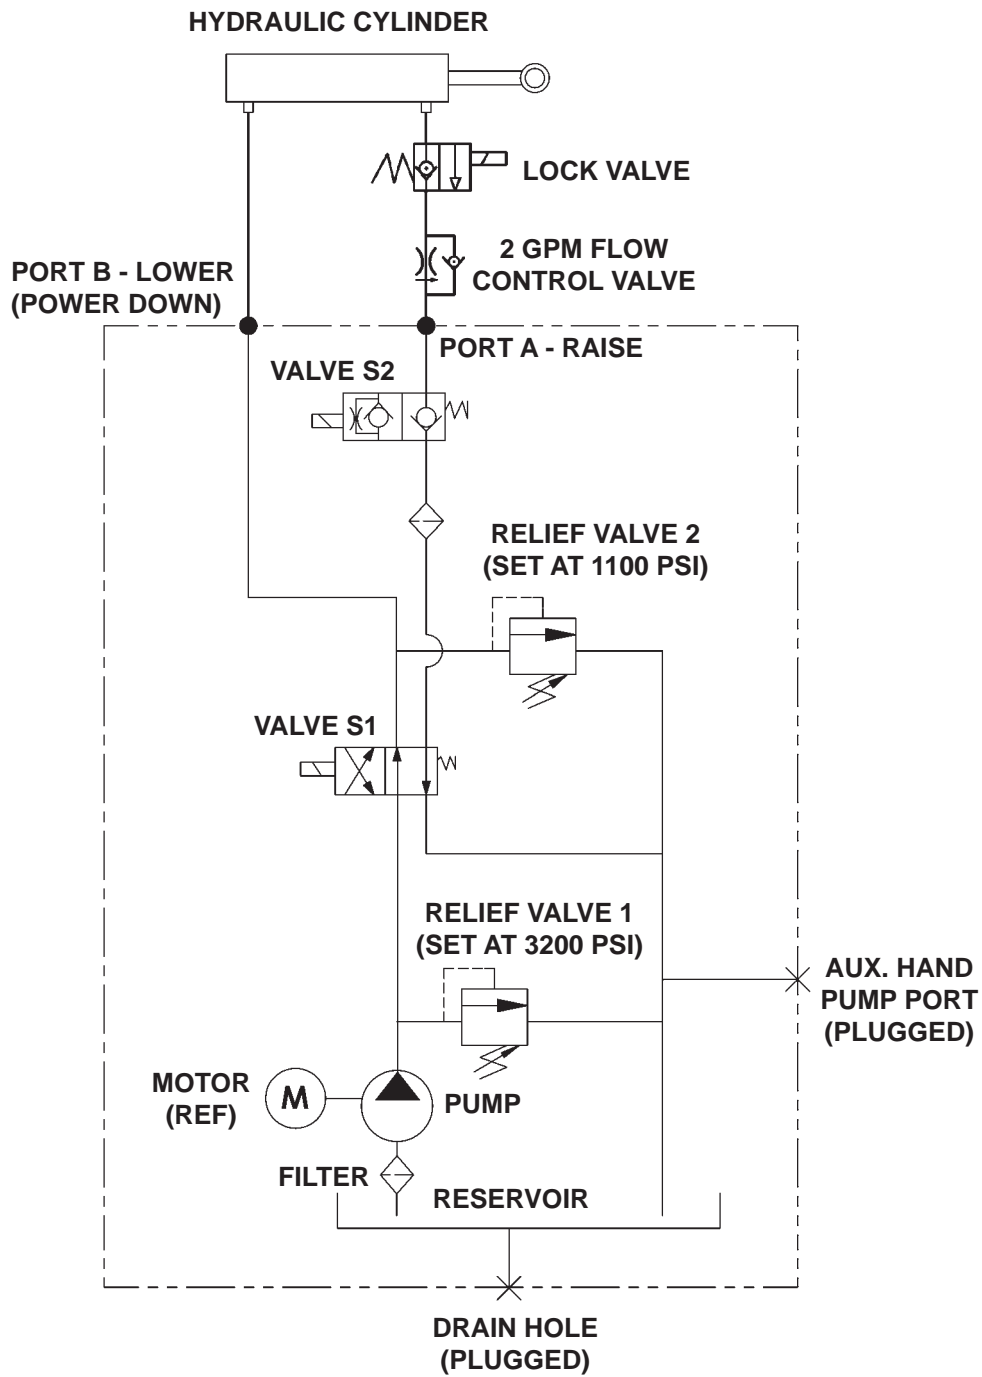 HYDRAULIC CYLINDER
LOCK VALVE
2 GPM FLOW
CONTROL VALVE
PORT B - LOWER
(POWER DOWN)
PORT A - RAISE
VALVE S2
RELIEF VALVE 2
(SET AT 1100 PSI)
VALVE S1
RELIEF VALVE 1
(SET AT 3200 PSI)
AUX. HAND
PUMP PORT
(PLUGGED)
MOTOR
(REF)
M
PUMP
FILTER
RESERVOIR
DRAIN HOLE
(PLUGGED)